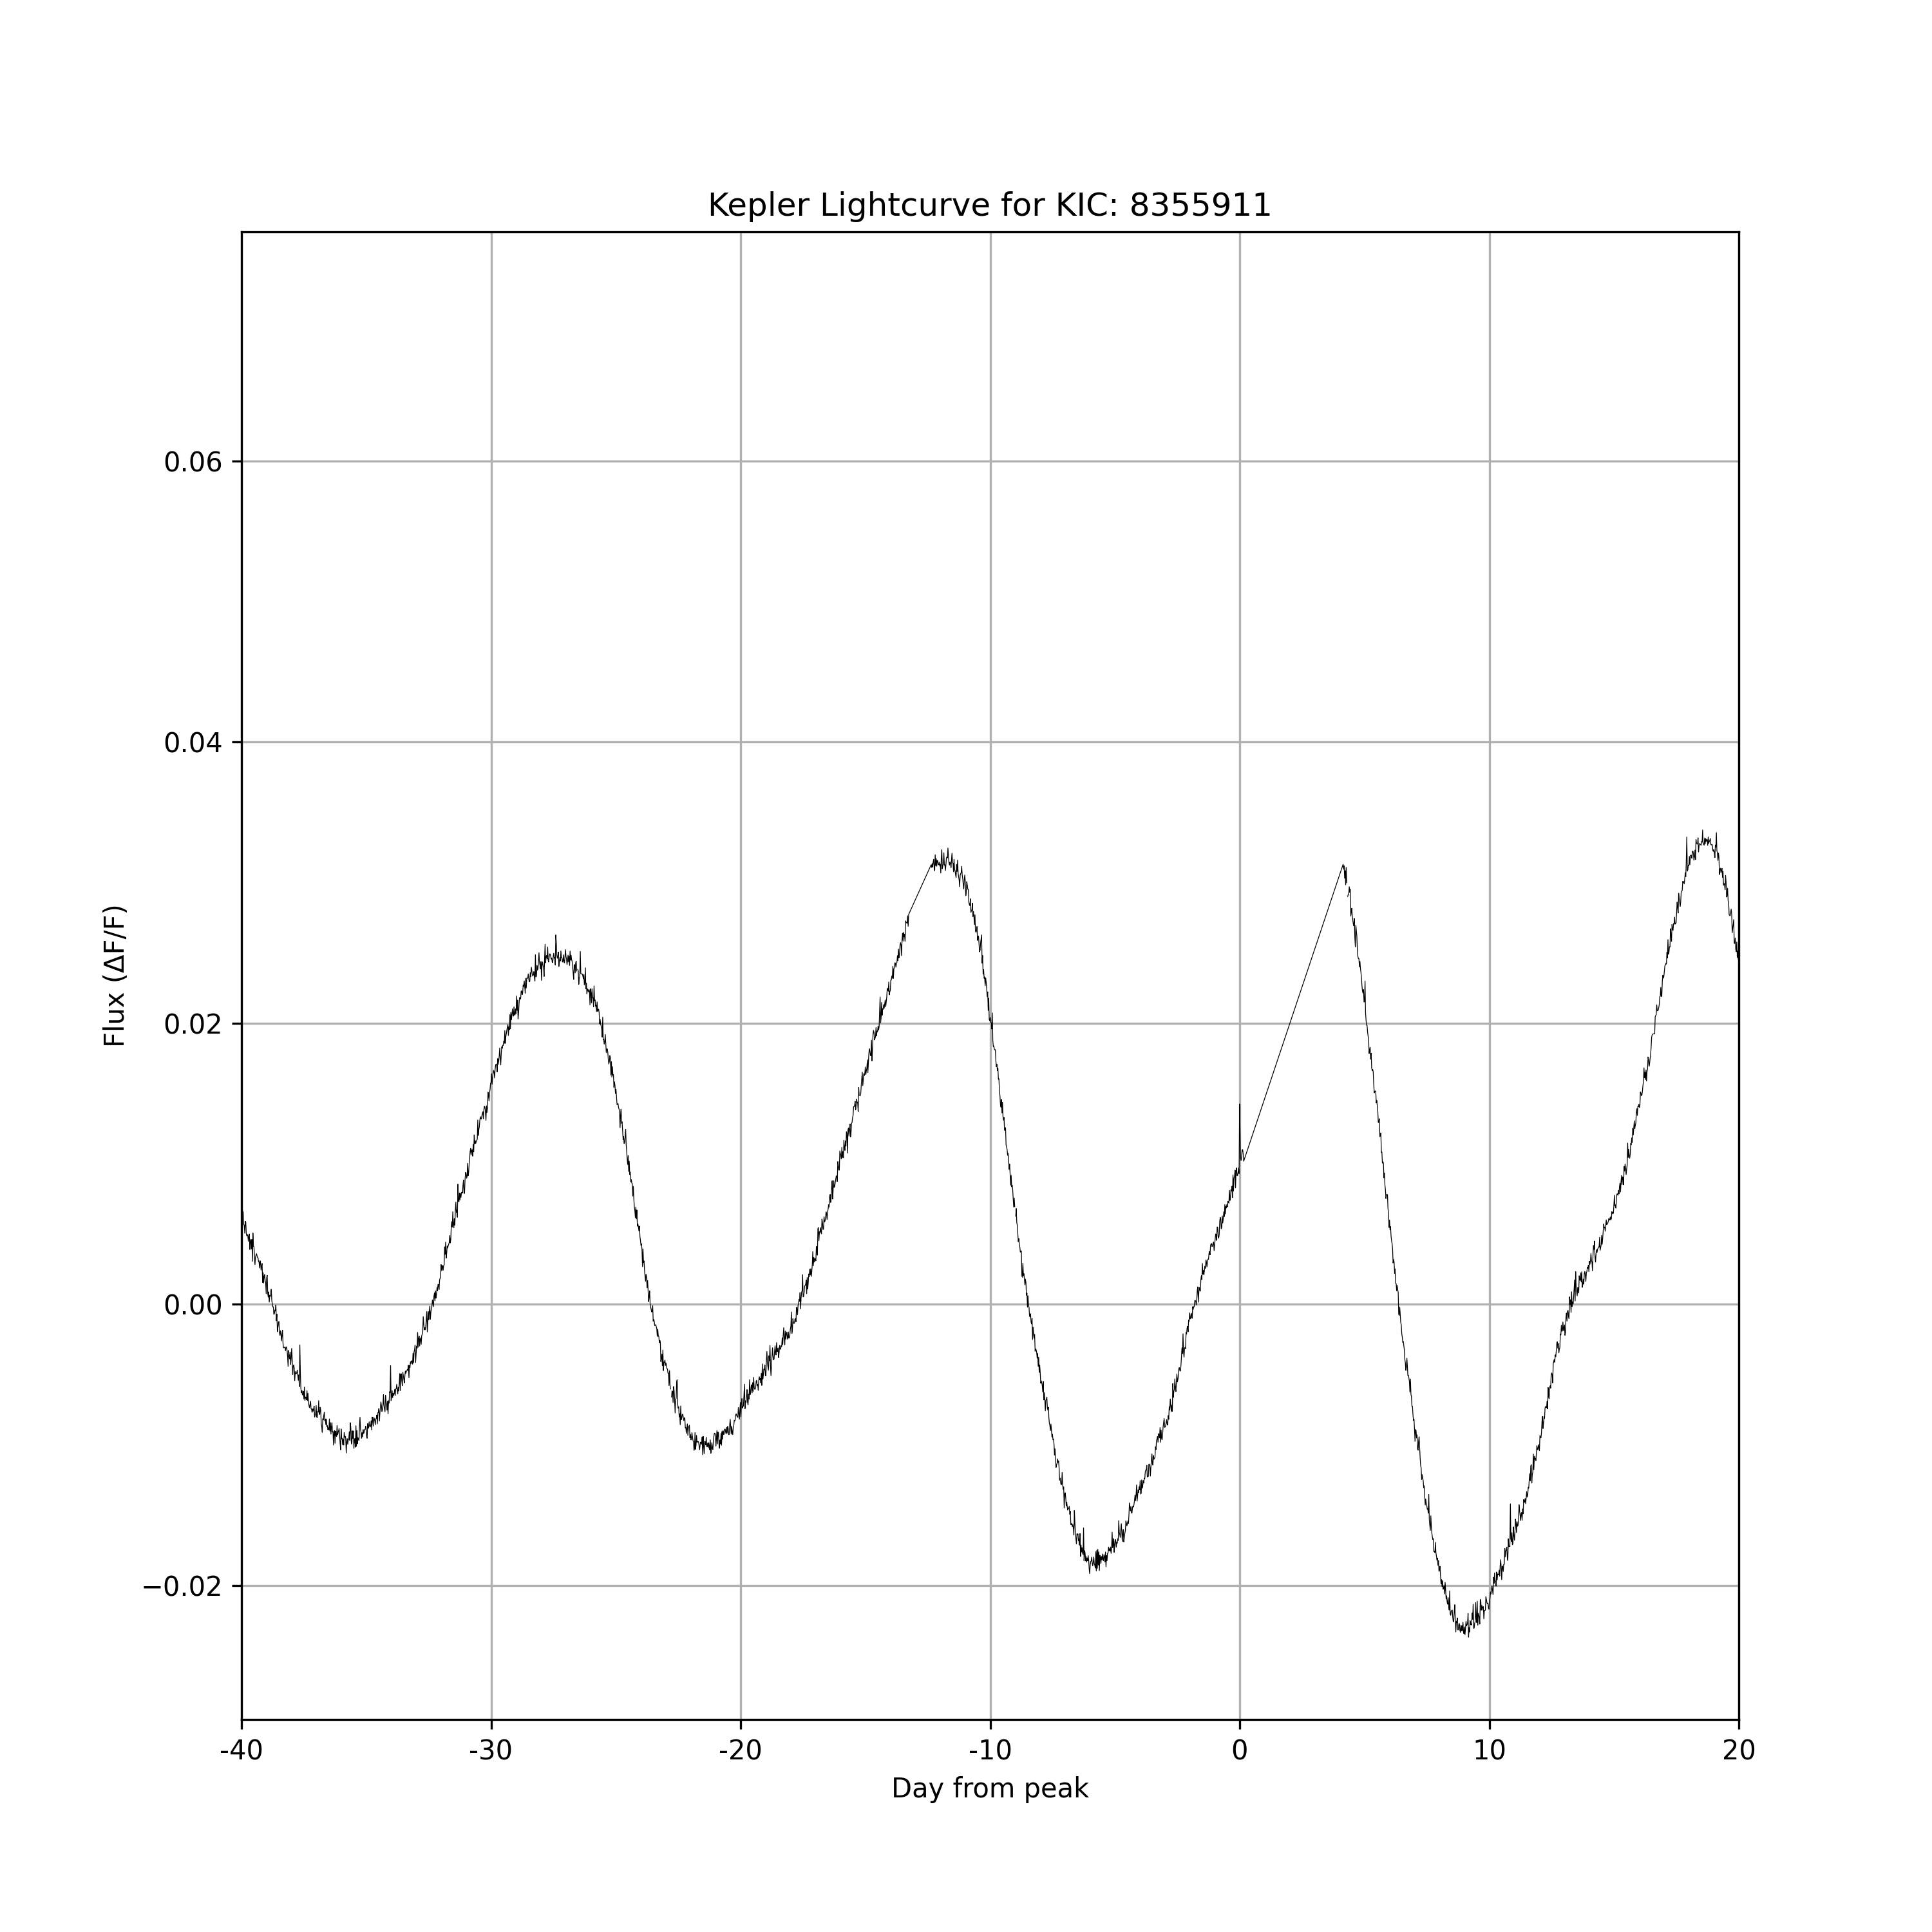 Kepler Lightcurve for KIC: 8355911
0.06
0.04
0.02
0.00
−0.02
Flux (ΔF/F)
-40 -30 -20 -10 0 10 20
Day from peak